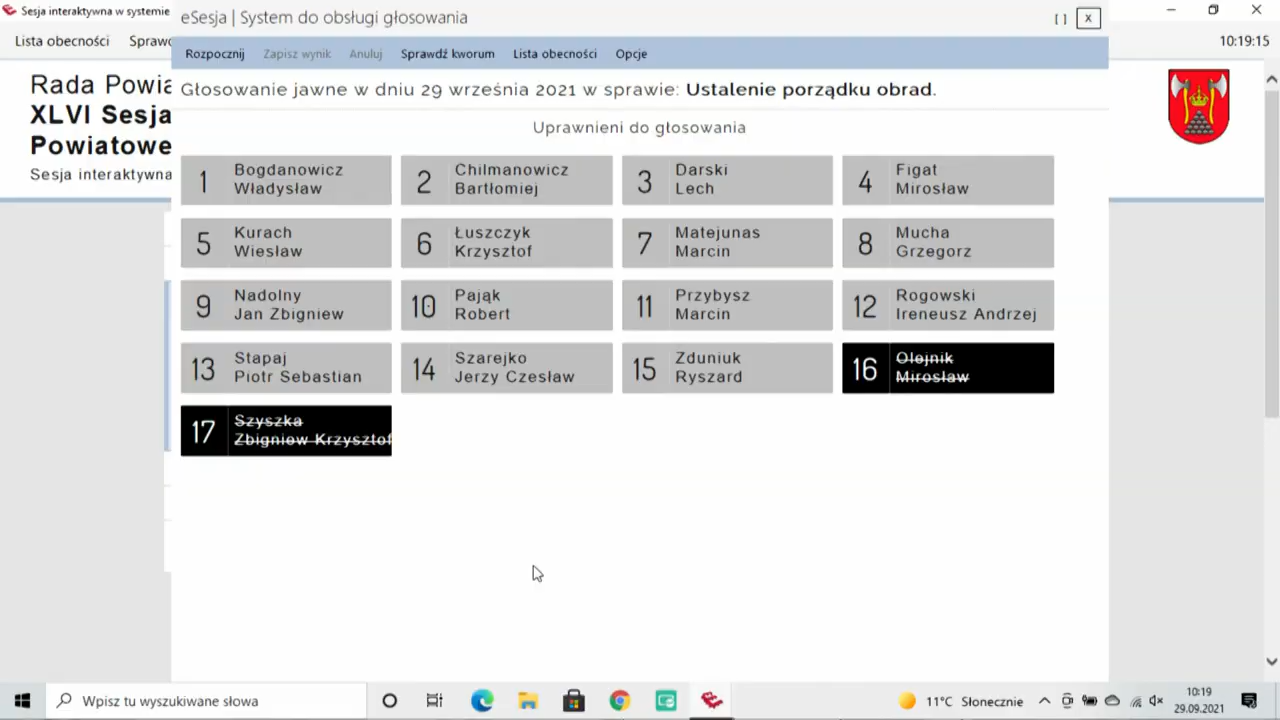 Sesja interaktywna w systemie
eSesja | System do obsługi głosowania
[ ] X
Lista obecności Rozpocznij Zapisz wynik Anuluj Sprawdź kworum Lista obecności Opcje
10:19:15
Głosowanie jawne w dniu 29 września 2021 w sprawie: Ustalenie porządku obrad.
Rada
XLVI Sesja
Sesja interaktywna
Uprawnieni do głosowania
1 Bogdanowicz
Władysław
2 Chilmanowicz
Bartłomiej
3 Darski
Lech
4 Figat
Mirosław
5 Kurach
Wiesław
6 Łuszczyk
Krzysztof
7 Matejunas
Marcin
8 Mucha
Grzegorz
9 Nadolny
Jan Zbigniew
10 Pająk
Robert
11 Przybysz
Marcin
12 Rogowski
Ireneusz Andrzej
13 Stapaj
Piotr Sebastian
14 Szarejko
Jerzy Czesław
15 Zduniuk
Ryszard
16 Olejnik
Mirosław
17 Szyszka
Zbigniew Krzysztof
Wpisz tu wyszukiwane słowa
11°C Słonecznie
10:19
29.09.2021